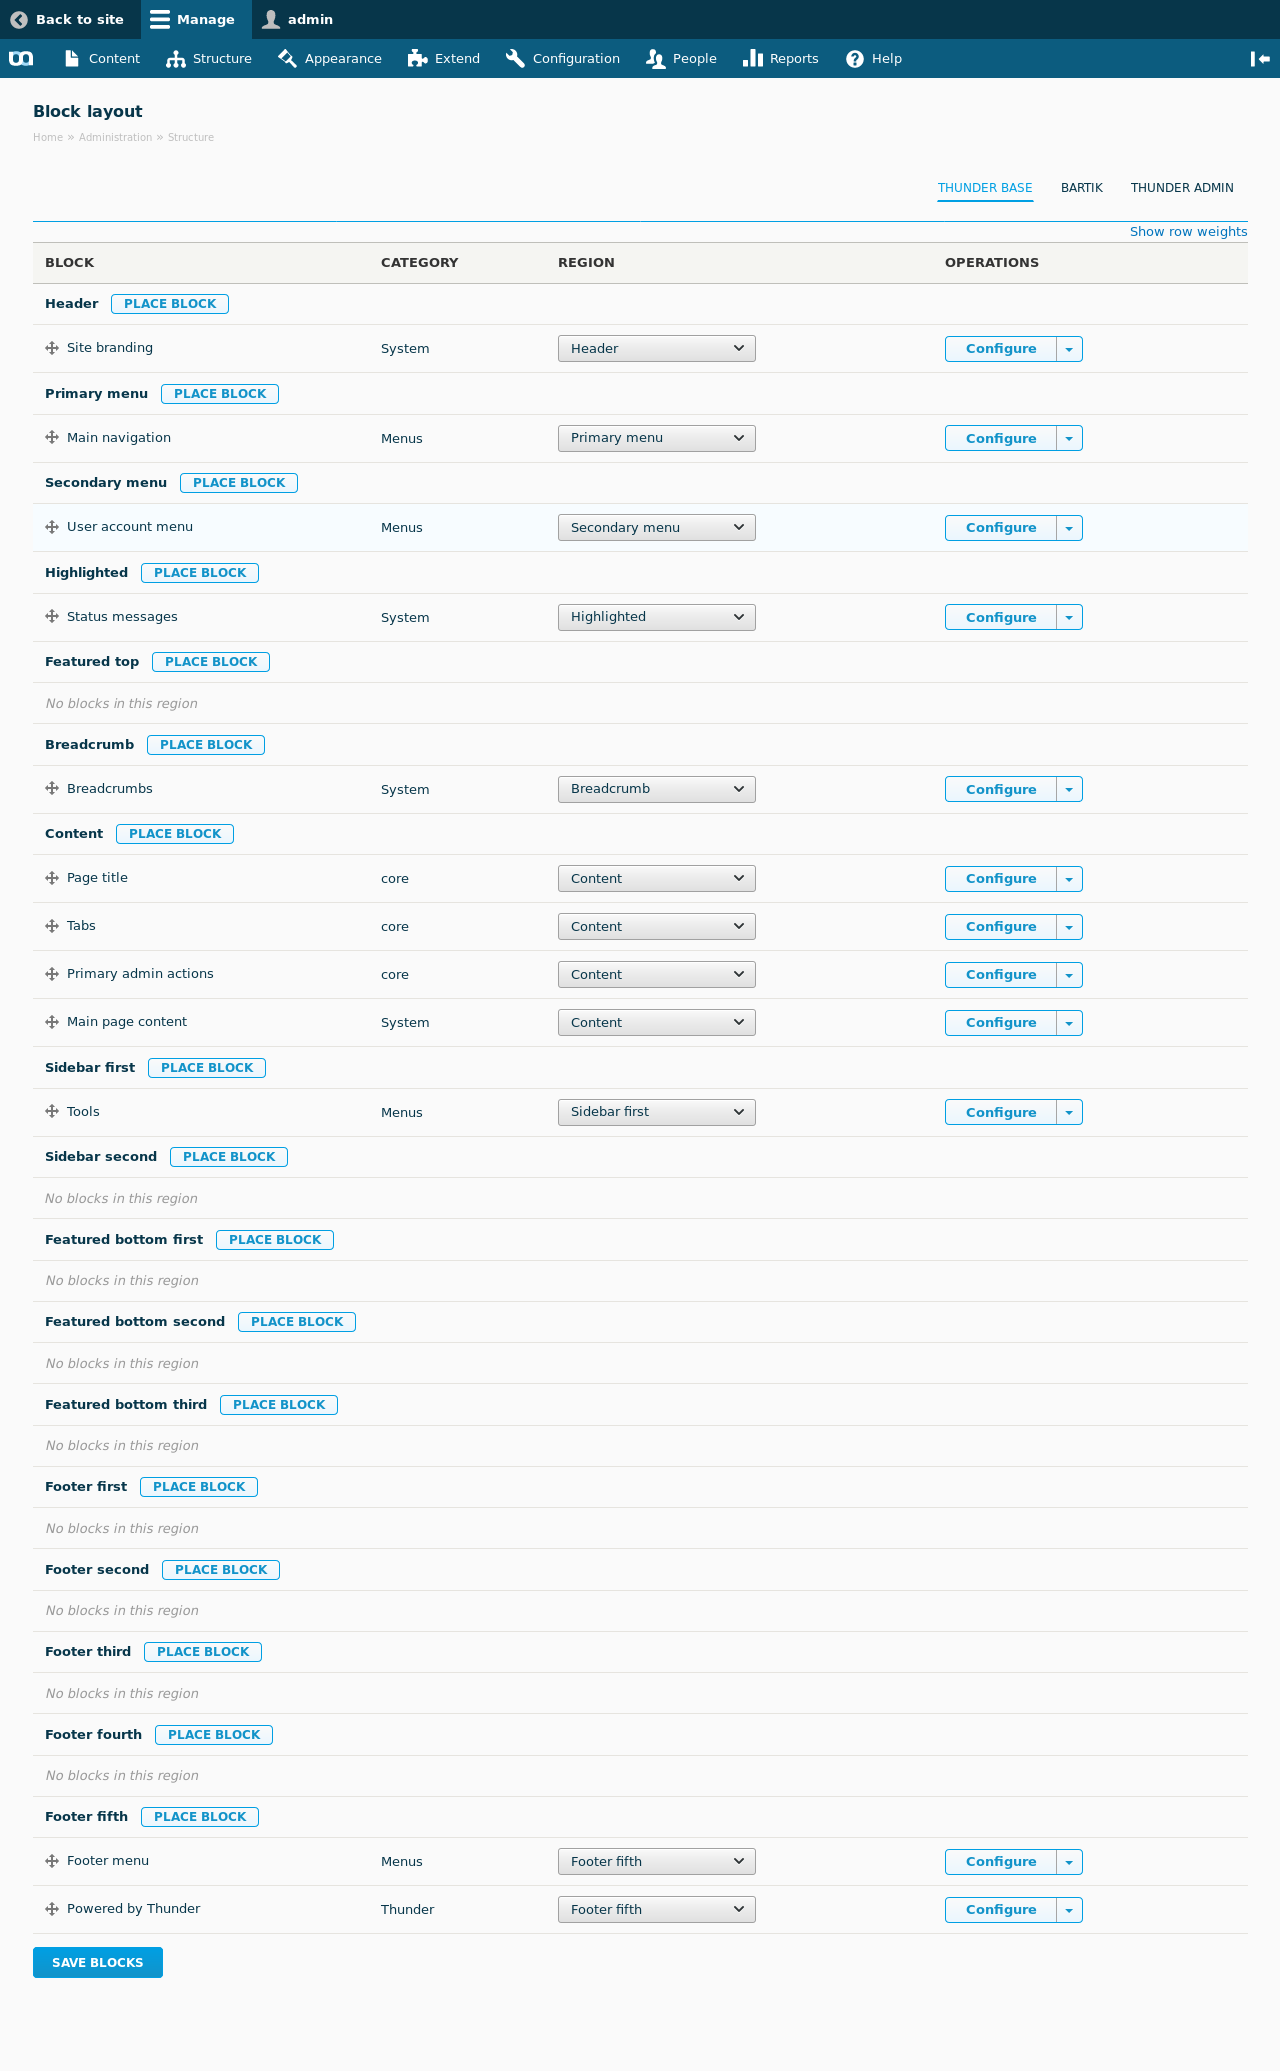 Back to site Manage admin
Content Structure Appearance Extend Configuration People Reports Help
Block layout
Home » Administration » Structure
THUNDER BASE BARTIK THUNDER ADMIN
Show row weights
BLOCK CATEGORY REGION OPERATIONS
Header PLACE BLOCK
Site branding System Header Configure
Primary menu PLACE BLOCK
Main navigation Menus Primary menu Configure
Secondary menu PLACE BLOCK
User account menu Menus Secondary menu Configure
Highlighted PLACE BLOCK
Status messages System Highlighted Configure
Featured top PLACE BLOCK
No blocks in this region
Breadcrumb PLACE BLOCK
Breadcrumbs System Breadcrumb Configure
Content PLACE BLOCK
Page title core Content Configure
Tabs core Content Configure
Primary admin actions core Content Configure
Main page content System Content Configure
Sidebar first PLACE BLOCK
Tools Menus Sidebar first Configure
Sidebar second PLACE BLOCK
No blocks in this region
Featured bottom first PLACE BLOCK
No blocks in this region
Featured bottom second PLACE BLOCK
No blocks in this region
Featured bottom third PLACE BLOCK
No blocks in this region
Footer first PLACE BLOCK
No blocks in this region
Footer second PLACE BLOCK
No blocks in this region
Footer third PLACE BLOCK
No blocks in this region
Footer fourth PLACE BLOCK
No blocks in this region
Footer fifth PLACE BLOCK
Footer menu Menus Footer fifth Configure
Powered by Thunder Thunder Footer fifth Configure
SAVE BLOCKS